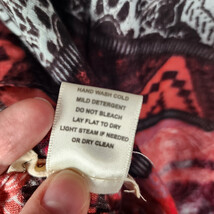 HAND WASH COLD
MILD DETERGENT
DO NOT BLEACH
LAY FLAT TO DRY
LIGHT STEAM IF NEEDED
OR DRY CLEAN